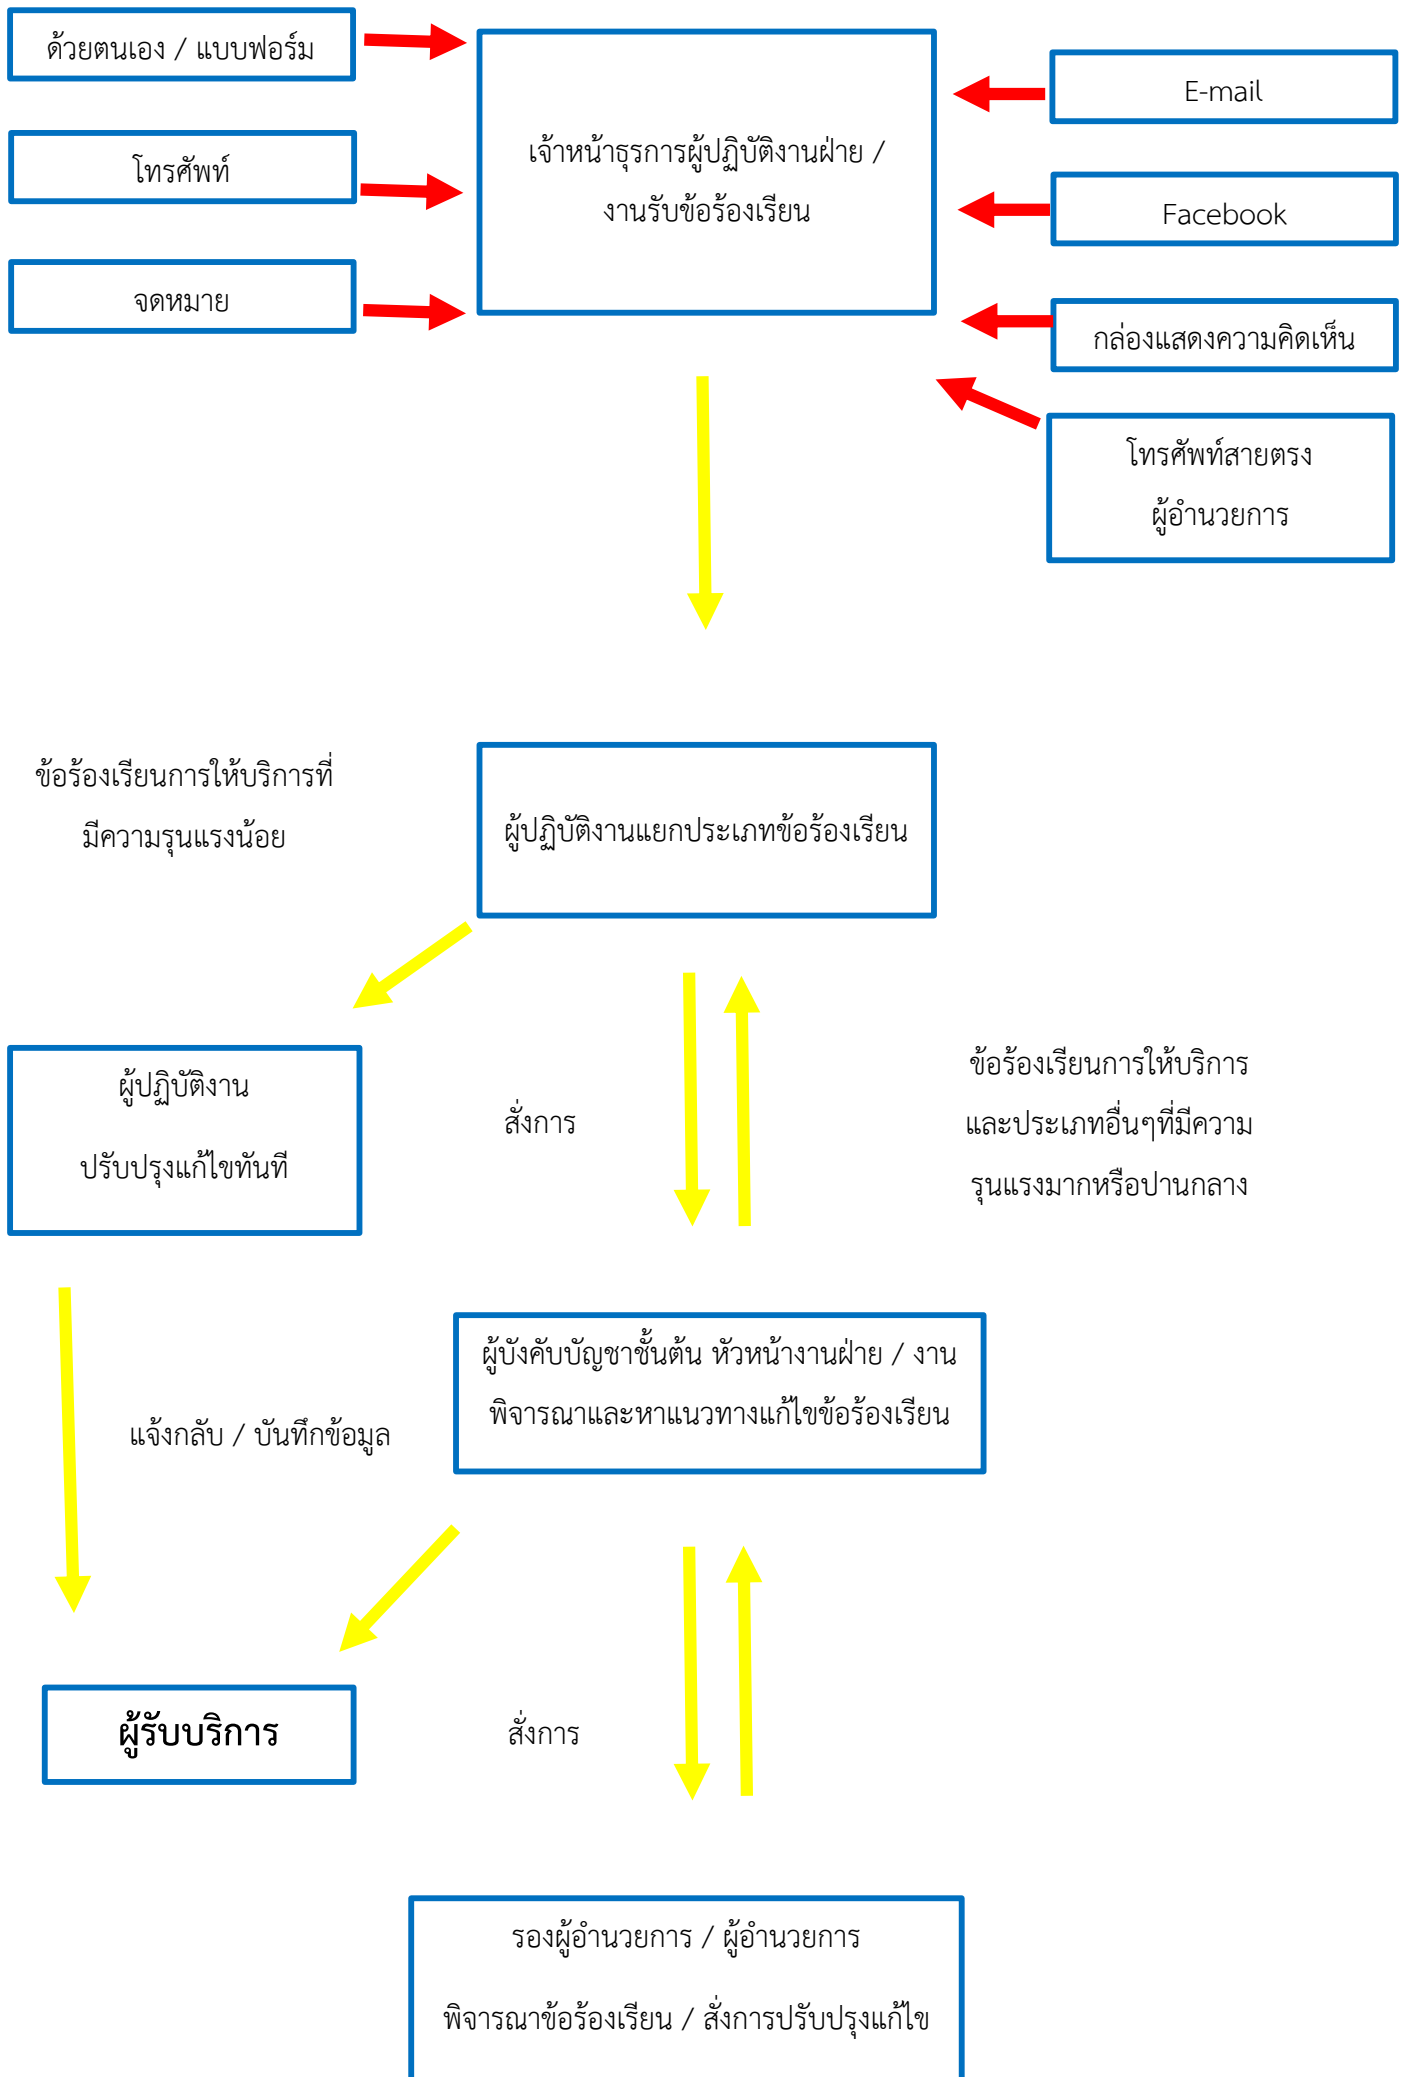 ด้วยตนเอง / แบบฟอร์ม
โทรศัพท์
จดหมาย
เจ้าหน้าธุรการผู้ปฏิบัติงานฝ่าย /
งานรับข้อร้องเรียน
E-mail
Facebook
กล่องแสดงความคิดเห็น
โทรศัพท์สายตรง
ผู้อำนวยการ
ข้อร้องเรียนการให้บริการที่
มีความรุนแรงน้อย
ผู้ปฏิบัติงานแยกประเภทข้อร้องเรียน
ผู้ปฏิบัติงาน
ปรับปรุงแก้ไขทันที
สั่งการ
ข้อร้องเรียนการให้บริการ
และประเภทอื่นๆที่มีความ
รุนแรงมากหรือปานกลาง
ผู้บังคับบัญชาชั้นต้น หัวหน้างานฝ่าย / งาน
พิจารณาและหาแนวทางแก้ไขข้อร้องเรียน
แจ้งกลับ / บันทึกข้อมูล
ผู้รับบริการ
สั่งการ
รองผู้อำนวยการ / ผู้อำนวยการ
พิจารณาข้อร้องเรียน / สั่งการปรับปรุงแก้ไข